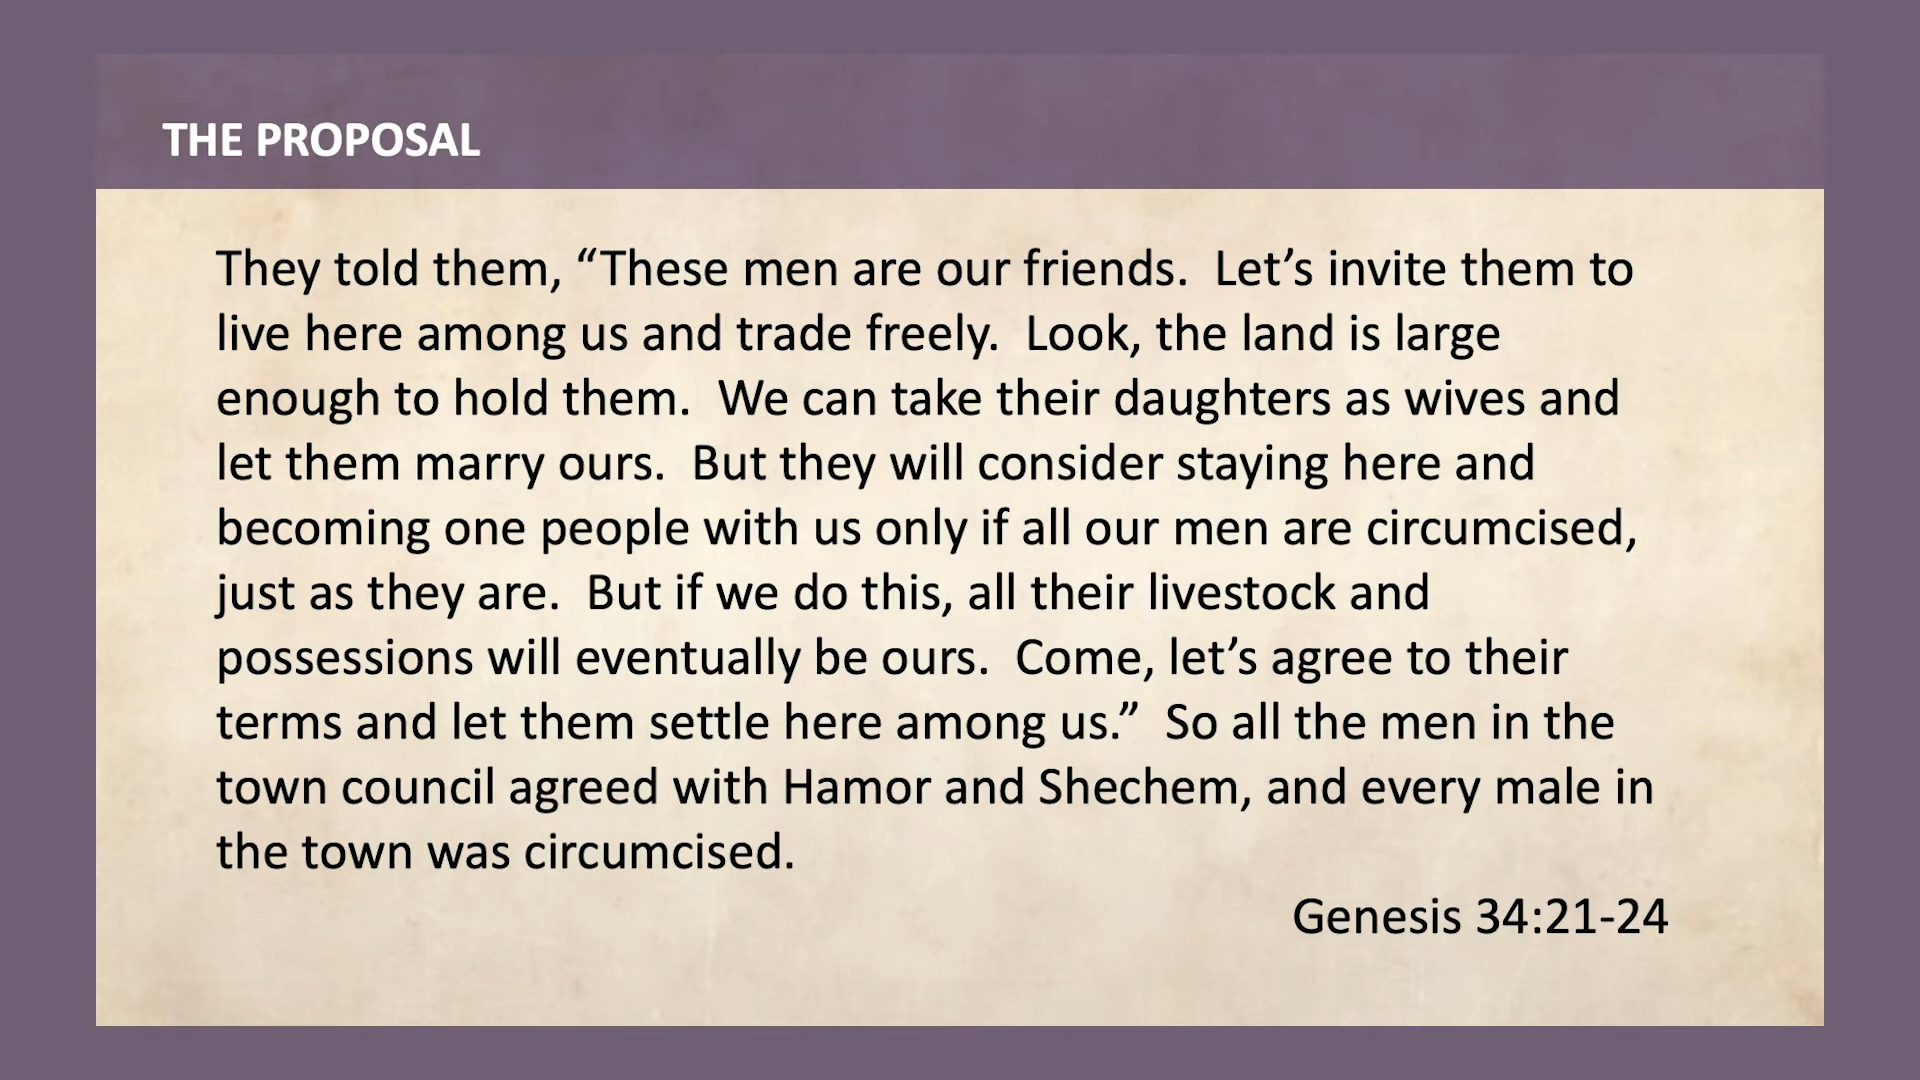 THE PROPOSAL
They told them, “These men are our friends.  Let’s invite them to
live here among us and trade freely.  Look, the land is large
enough to hold them.  We can take their daughters as wives and
let them marry ours.  But they will consider staying here and
becoming one people with us only if all our men are circumcised,
just as they are.  But if we do this, all their livestock and
possessions will eventually be ours.  Come, let’s agree to their
terms and let them settle here among us.”  So all the men in the
town council agreed with Hamor and Shechem, and every male in
the town was circumcised.
Genesis 34:21-24